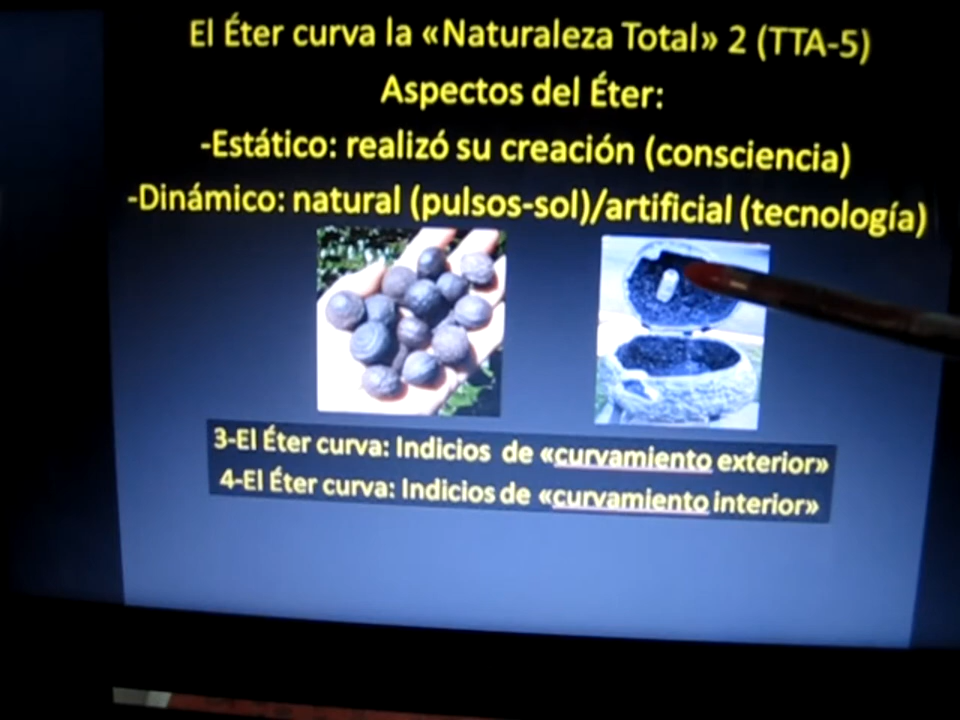 El Éter curva la «Naturaleza Total» 2 (TTA-5)
Aspectos del Éter:
-Estático: realizó su creación (consciencia)
-Dinámico: natural (pulsos-sol)/artificial (tecnología)
3-El Éter curva: Indicios de «curvamiento exterior»
4-El Éter curva: Indicios de «curvamiento interior»